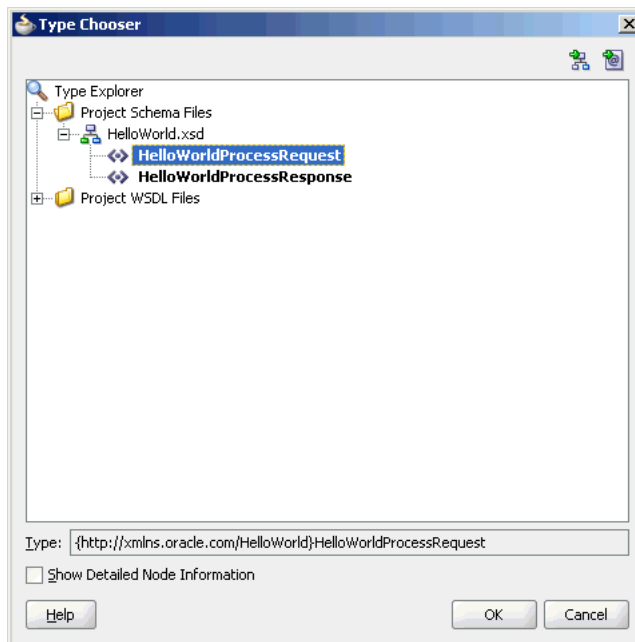 Type Chooser
Type Explorer
Project Schema Files
HelloWorld.xsd
HelloWorldProcessRequest
HelloWorldProcessResponse
Project WSDL Files
Type: {http://xmlns.oracle.com/HelloWorld}HelloWorldProcessRequest
Show Detailed Node Information
Help OK Cancel